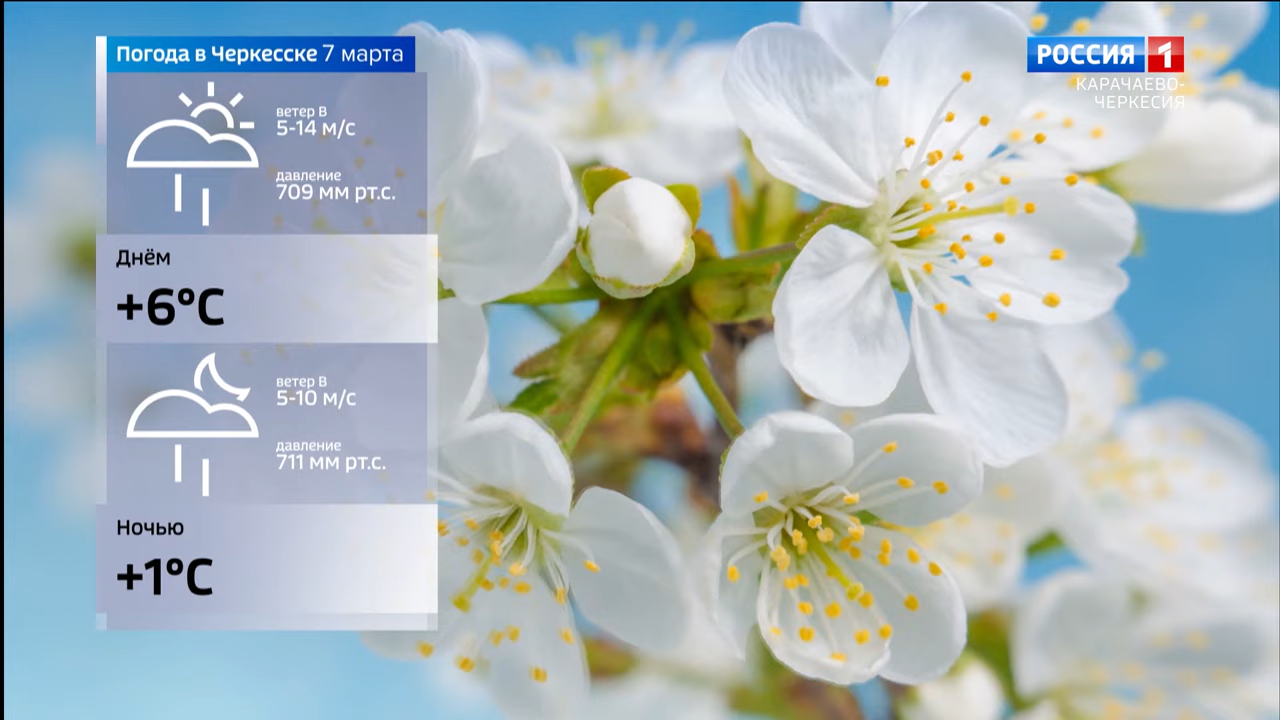 Погода в Черкесске 7 марта
ветер В
5-14 м/с
давление
709 мм рт.с.
Днём
+6°C
ветер В
5-10 м/с
давление
711 мм рт.с.
Ночью
+1°C
РОССИЯ 1
КАРАЧАЕВО-
ЧЕРКЕСИЯ